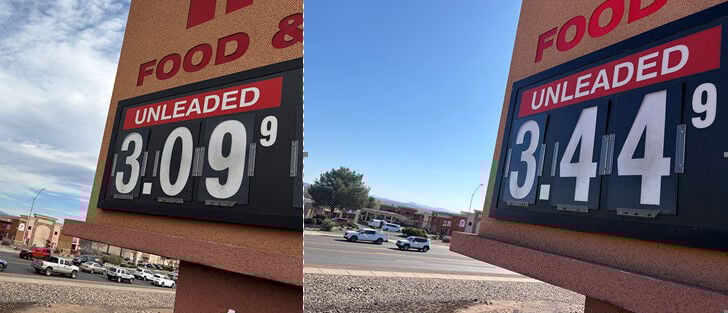 FOOD &
UNLEADED
3.09 9
FOOD
UNLEADED
3.44 9